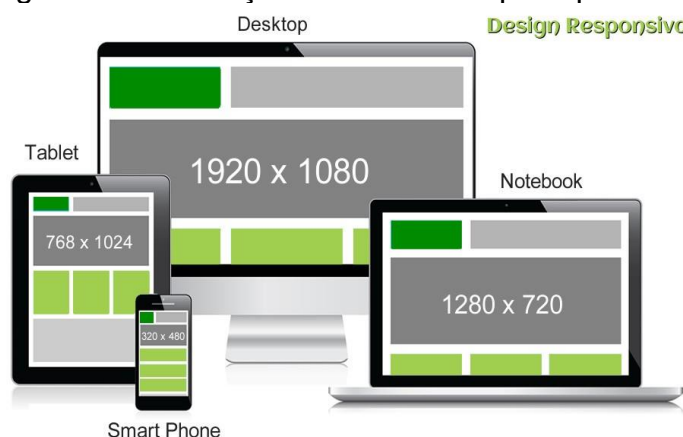 Desktop
Design Responsivo
1920 x 1080
Tablet
Notebook
768 x 1024
1280 x 720
320 x 480
Smart Phone